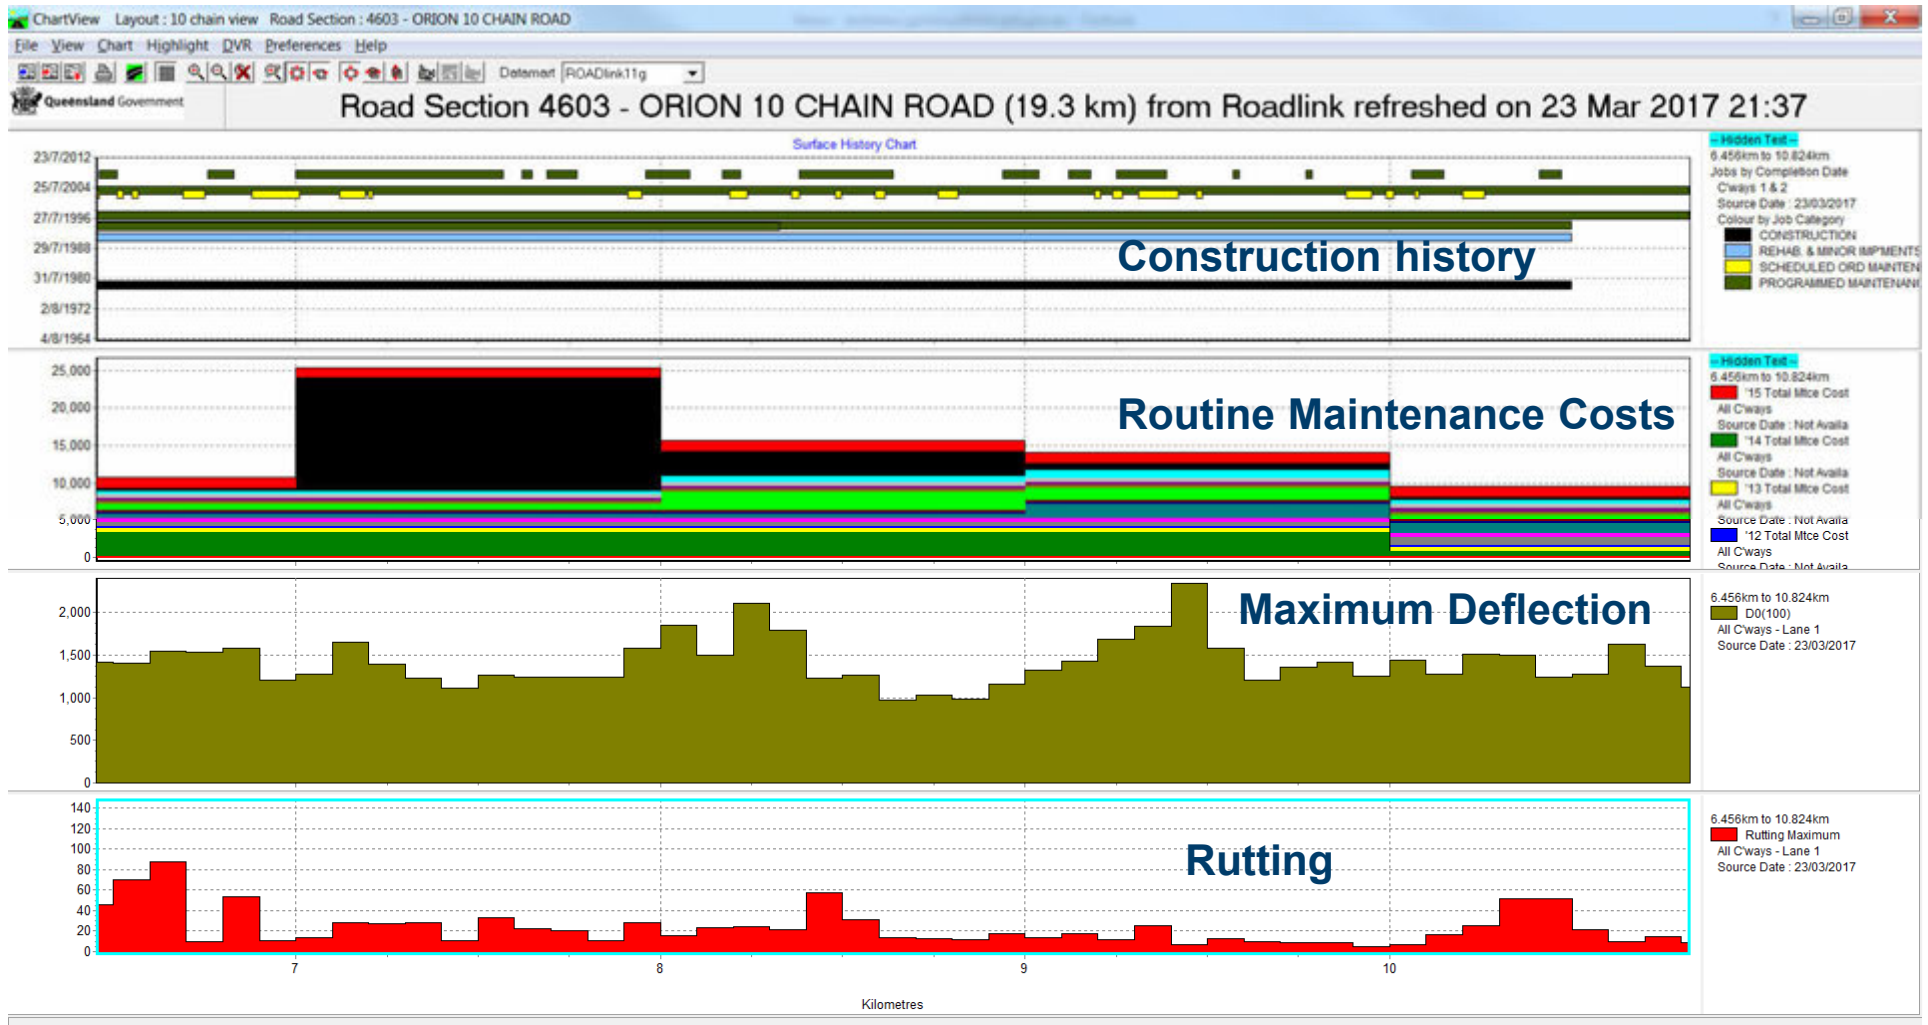 ChartView Layout : 10 chain view Road Section : 4603 - ORION 10 CHAIN ROAD
File View Chart Highlight DVR Preferences Help
Datamart ROADlink11g
Queensland Government
Road Section 4603 - ORION 10 CHAIN ROAD (19.3 km) from Roadlink refreshed on 23 Mar 2017 21:37
Surface History Chart
23/7/2012
25/7/2004
27/7/1996
29/7/1988
31/7/1980
2/8/1972
4/8/1964
Construction history
-- Hidden Text --
6.456km to 10.824km
Jobs by Completion Date
C'ways 1 & 2
Source Date : 23/03/2017
Colour by Job Category
CONSTRUCTION
REHAB. & MINOR IMP'MENTS
SCHEDULED ORD MAINTEN
PROGRAMMED MAINTENANC
25,000
20,000
15,000
10,000
5,000
0
Routine Maintenance Costs
-- Hidden Text --
6.456km to 10.824km
'15 Total Mtce Cost
All C'ways
Source Date : Not Availa
'14 Total Mtce Cost
All C'ways
Source Date : Not Availa
'13 Total Mtce Cost
All C'ways
Source Date : Not Availa
'12 Total Mtce Cost
All C'ways
Source Date : Not Availa
2,000
1,500
1,000
500
0
Maximum Deflection
6.456km to 10.824km
D0(100)
All C'ways - Lane 1
Source Date : 23/03/2017
140
120
100
80
60
40
20
0
Rutting
6.456km to 10.824km
Rutting Maximum
All C'ways - Lane 1
Source Date : 23/03/2017
7 8 9 10
Kilometres